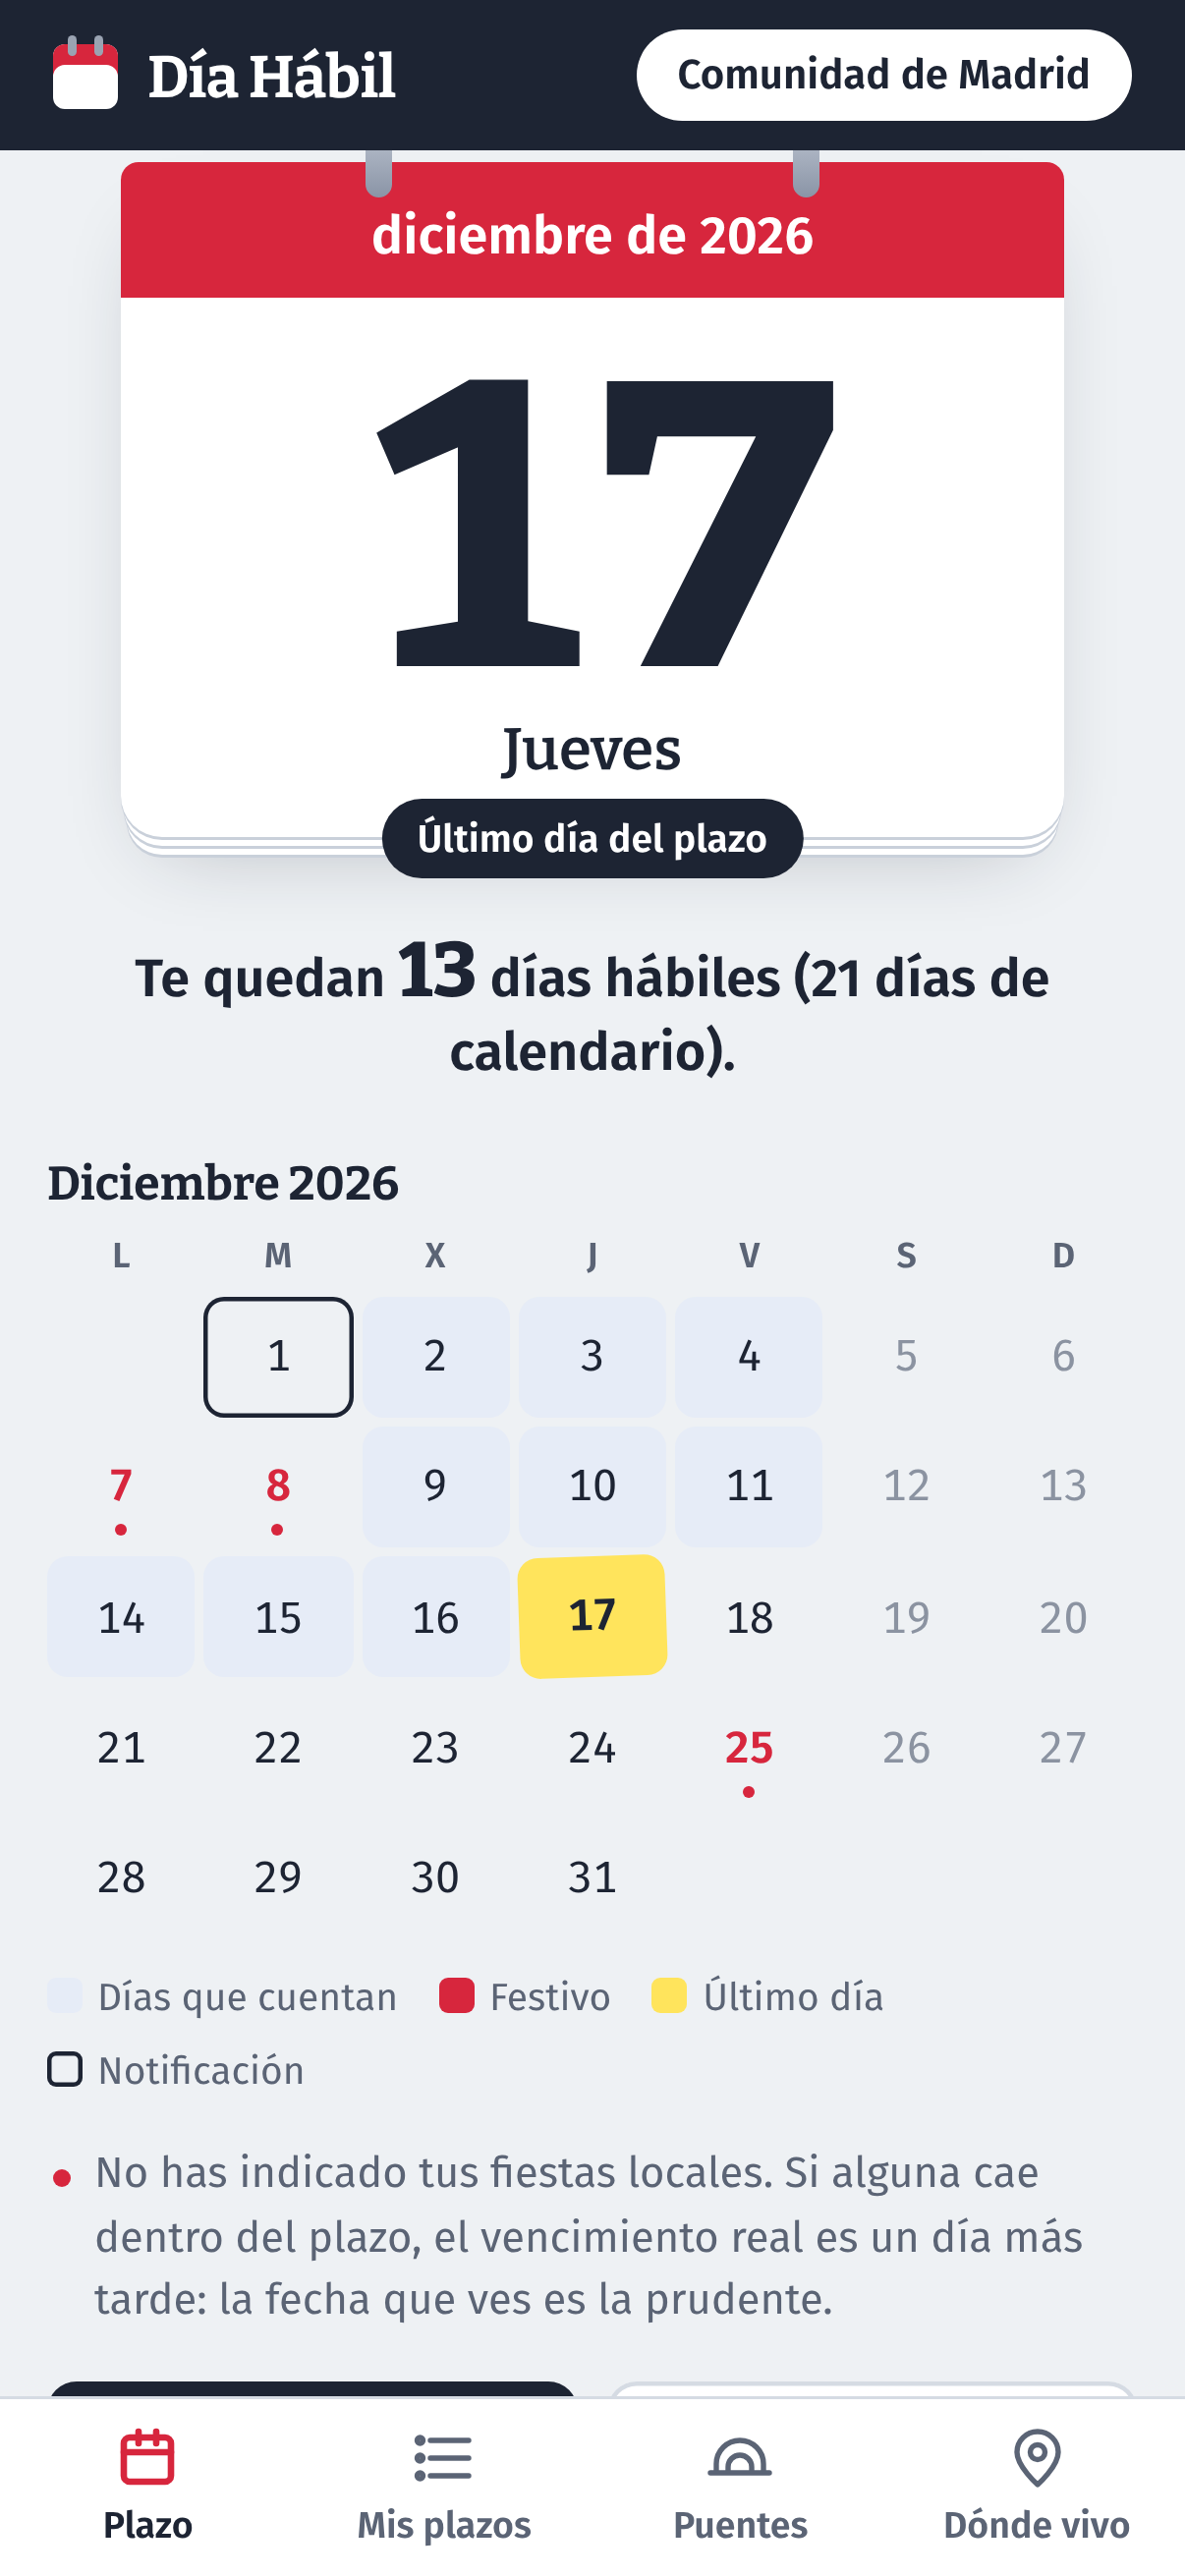 Día Hábil
Comunidad de Madrid
diciembre de 2026
17
Jueves
Último día del plazo
Te quedan 13 días hábiles (21 días de
calendario).
Diciembre 2026
L M X J V S D
1 2 3 4 5 6
7 8 9 10 11 12 13
14 15 16 17 18 19 20
21 22 23 24 25 26 27
28 29 30 31
Días que cuentan Festivo Último día
Notificación
No has indicado tus fiestas locales. Si alguna cae
dentro del plazo, el vencimiento real es un día más
tarde: la fecha que ves es la prudente.
Plazo Mis plazos Puentes Dónde vivo